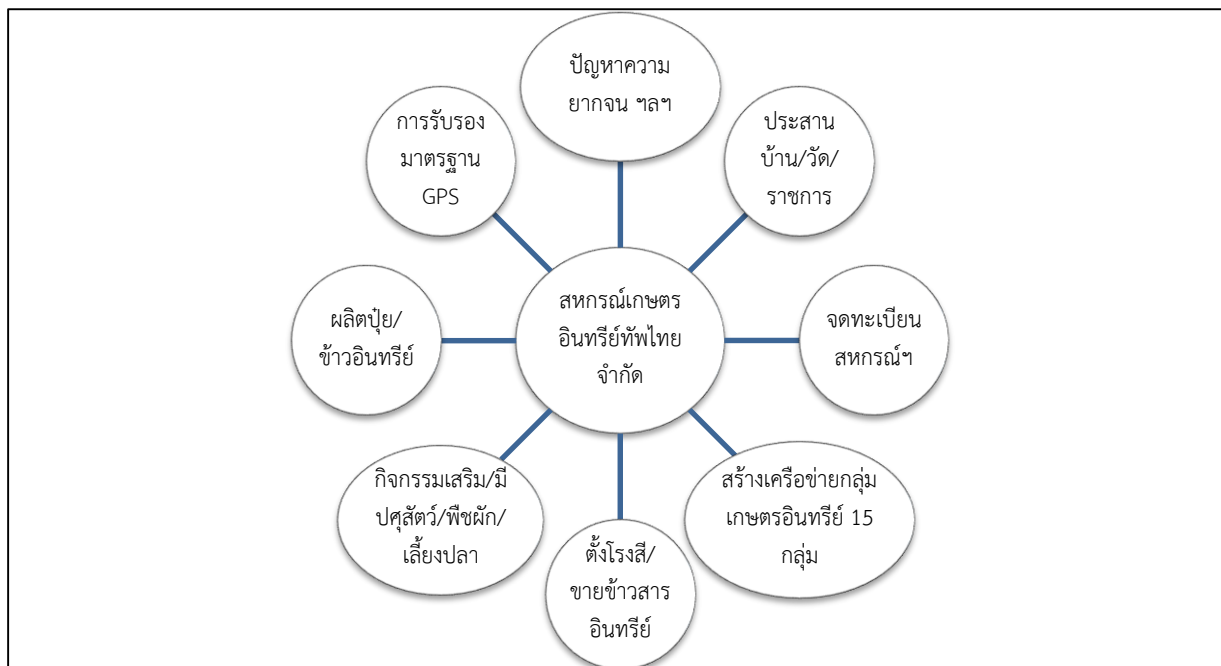 ปัญหาความ
ยากจน ฯลฯ
ประสาน
บ้าน/วัด/
ราชการ
จดทะเบียน
สหกรณ์ฯ
สร้างเครือข่ายกลุ่ม
เกษตรอินทรีย์ 15
กลุ่ม
ตั้งโรงสี/
ขายข้าวสาร
อินทรีย์
กิจกรรมเสริม/มี
ปศุสัตว์/พืชผัก/
เลี้ยงปลา
ผลิตปุ๋ย/
ข้าวอินทรีย์
การรับรอง
มาตรฐาน
GPS
สหกรณ์เกษตร
อินทรีย์ทัพไทย
จำกัด